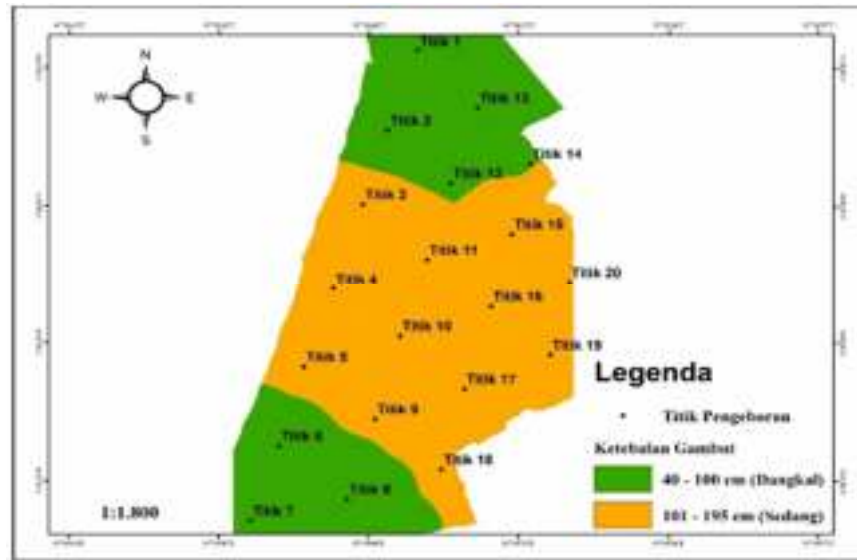 N
W E
S
Titik 1
Titik 13
Titik 2
Titik 14
Titik 12
Titik 3
Titik 15
Titik 11
Titik 20
Titik 4
Titik 16
Titik 10
Titik 19
Titik 5
Titik 17
Titik 9
Titik 6
Titik 18
Titik 8
Titik 7
1:1.800
Legenda
Titik Pengeboran
Ketebalan Gambut
40 - 100 cm (Dangkal)
101 - 195 cm (Sedang)